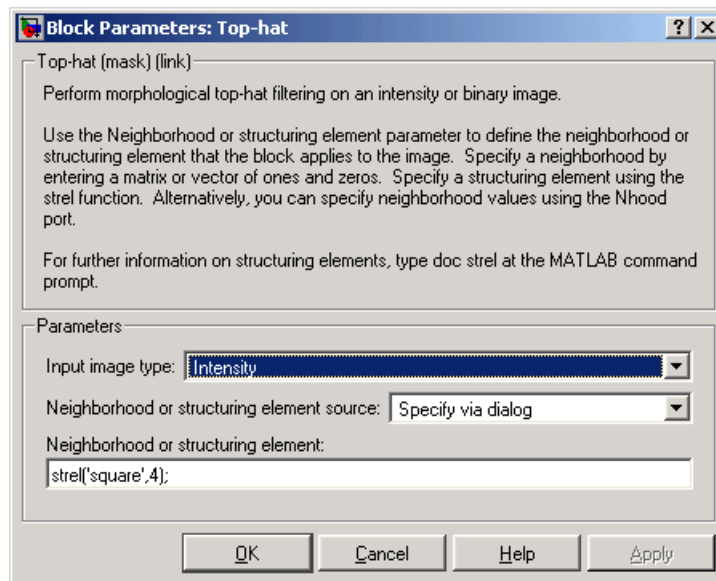 Block Parameters: Top-hat
Top-hat (mask) (link)
Perform morphological top-hat filtering on an intensity or binary image.
Use the Neighborhood or structuring element parameter to define the neighborhood or
structuring element that the block applies to the image. Specify a neighborhood by
entering a matrix or vector of ones and zeros. Specify a structuring element using the
strel function. Alternatively, you can specify neighborhood values using the Nhood
port.
For further information on structuring elements, type doc strel at the MATLAB command
prompt.
Parameters
Input image type: Intensity
Neighborhood or structuring element source: Specify via dialog
Neighborhood or structuring element:
strel('square',4);
OK Cancel Help Apply